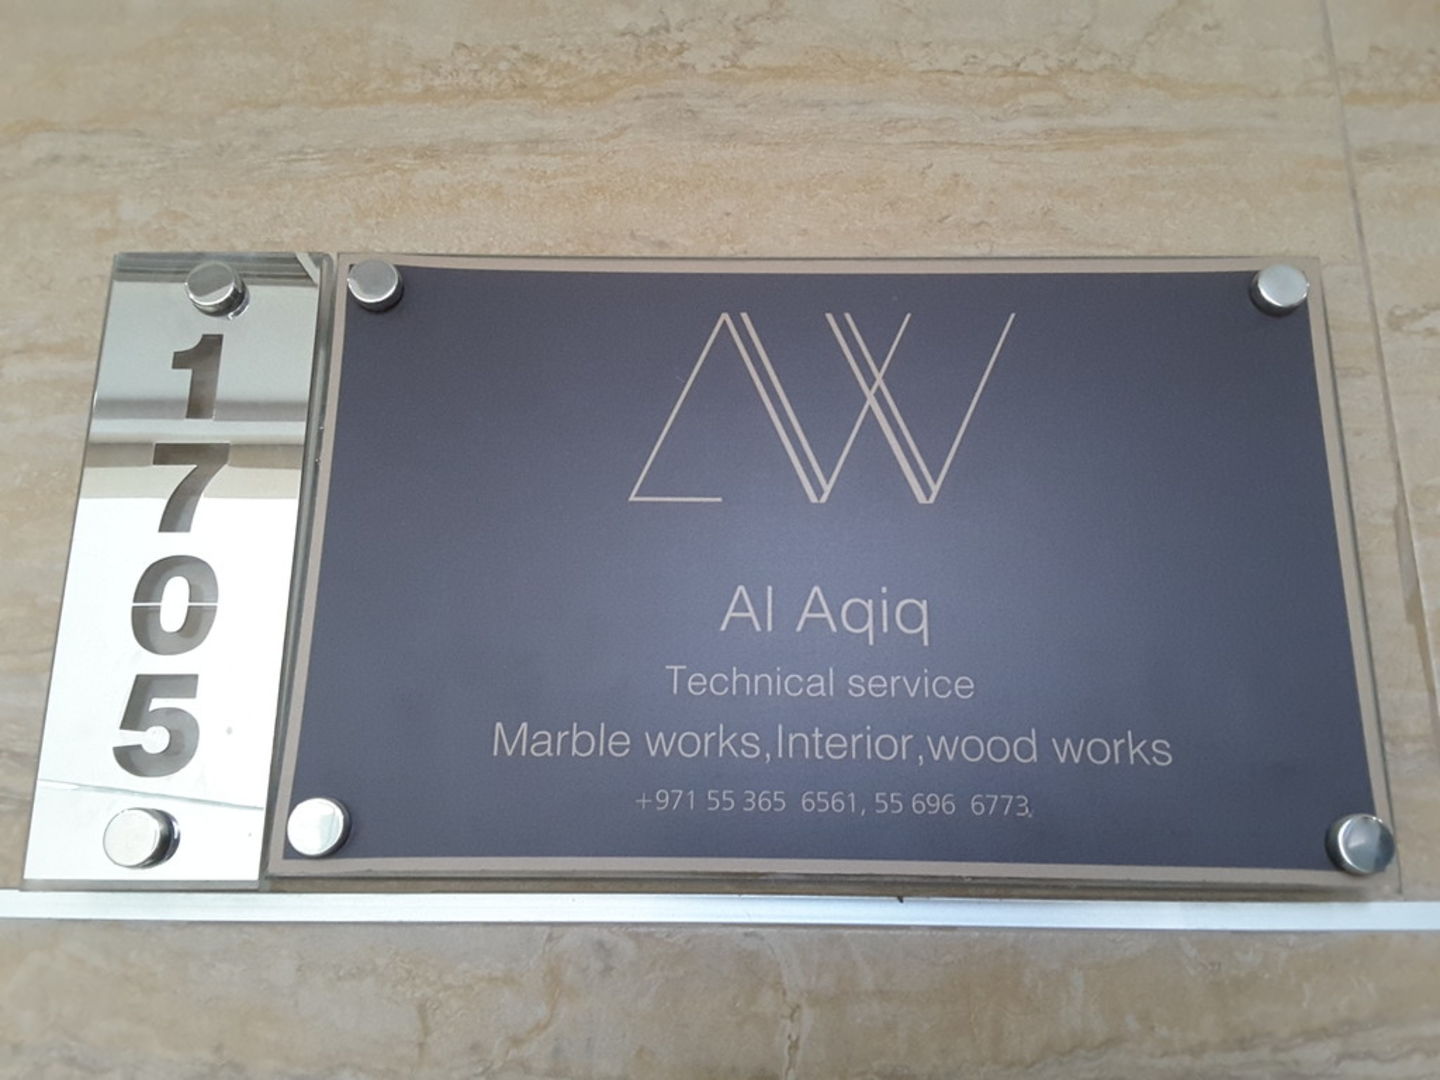 1705
AW
Al Aqiq
Technical service
Marble works,Interior,wood works
+971 55 365 6561, 55 696 6773.